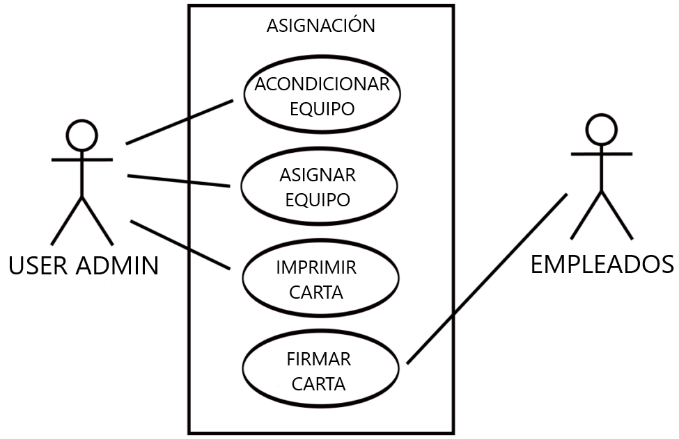 ASIGNACIÓN
ACONDICIONAR
EQUIPO
ASIGNAR
EQUIPO
USER ADMIN
EMPLEADOS
IMPRIMIR
CARTA
FIRMAR
CARTA